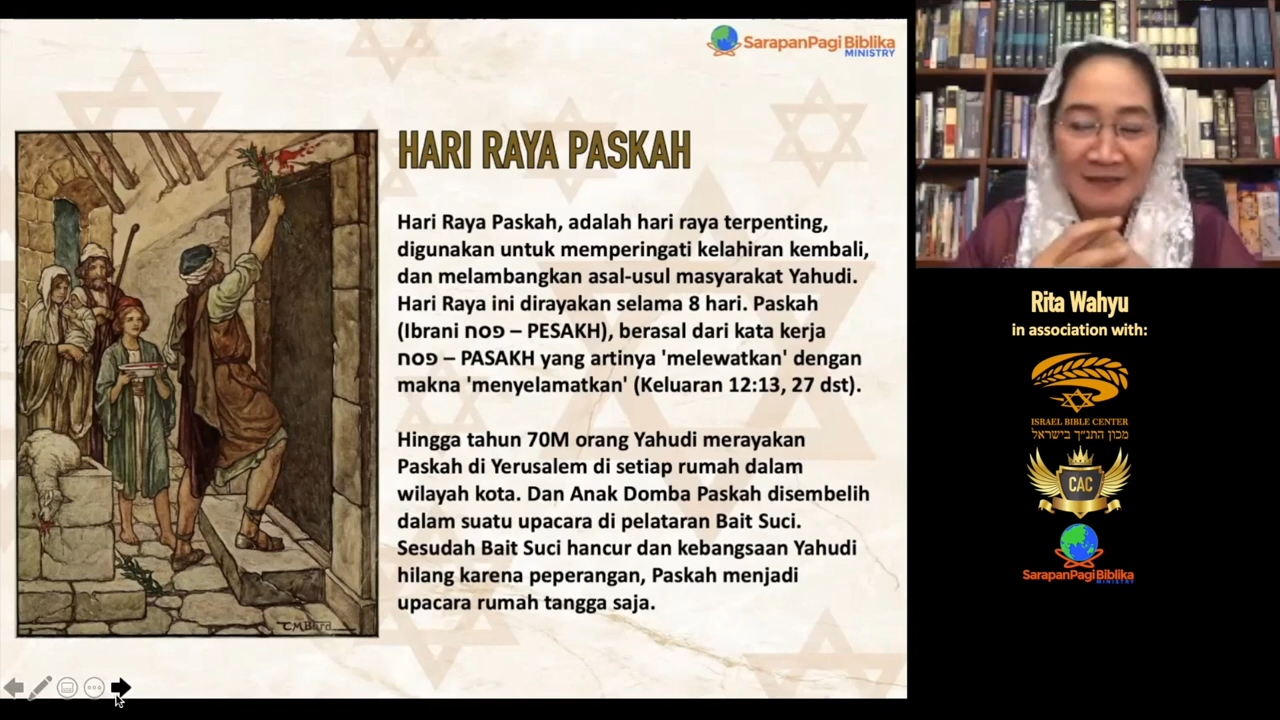 SarapanPagi Biblika
MINISTRY
HARI RAYA PASKAH
Hari Raya Paskah, adalah hari raya terpenting,
digunakan untuk memperingati kelahiran kembali,
dan melambangkan asal-usul masyarakat Yahudi.
Hari Raya ini dirayakan selama 8 hari. Paskah
(Ibrani פסח – PESAKH), berasal dari kata kerja
פסח – PASAKH yang artinya 'melewatkan' dengan
makna 'menyelamatkan' (Keluaran 12:13, 27 dst).
Hingga tahun 70M orang Yahudi merayakan
Paskah di Yerusalem di setiap rumah dalam
wilayah kota. Dan Anak Domba Paskah disembelih
dalam suatu upacara di pelataran Bait Suci.
Sesudah Bait Suci hancur dan kebangsaan Yahudi
hilang karena peperangan, Paskah menjadi
upacara rumah tangga saja.
Rita Wahyu
in association with:
ISRAEL BIBLE CENTER
מכון התנ״ך בישראל
CAC
SarapanPagi Biblika
MINISTRY